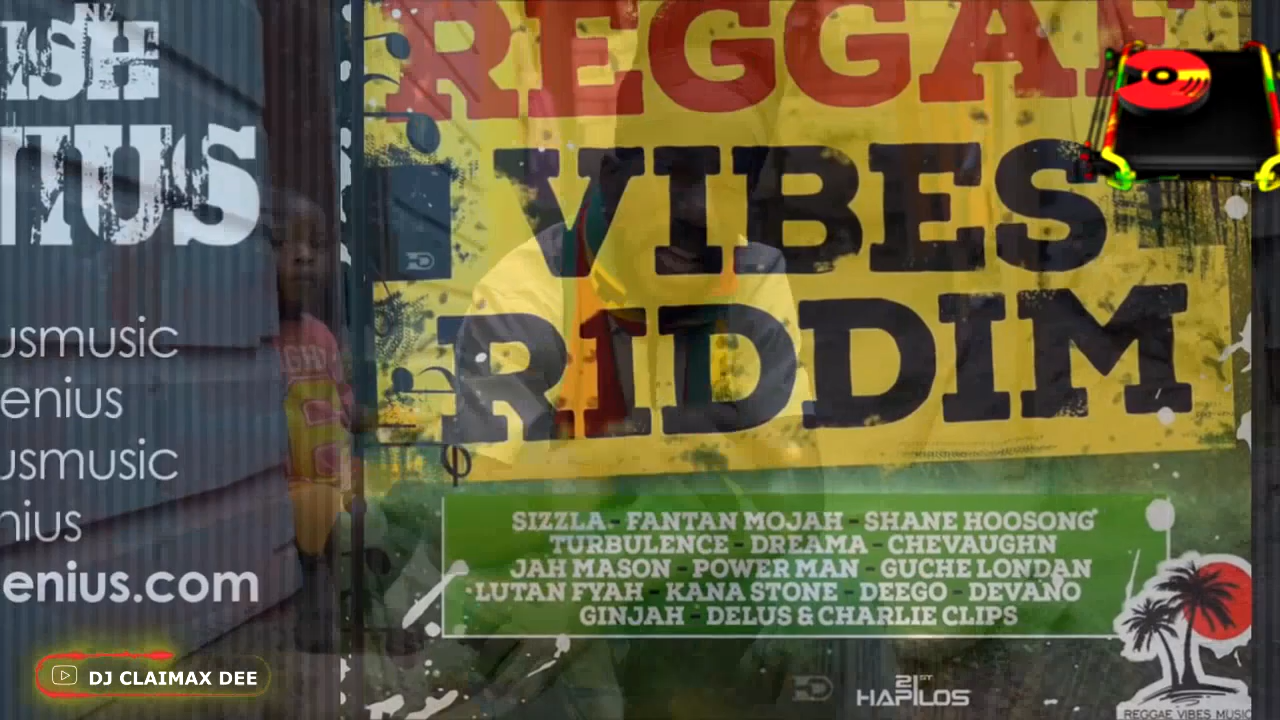 ISH
IUS
usmusic
enius
usmusic
nius
enius.com
DJ CLAIMAX DEE
REGGAE
VIBES
RIDDIM
SIZZLA - FANTAN MOJAH - SHANE HOOSONG
TURBULENCE - DREAMA - CHEVAUGHN
JAH MASON - POWER MAN - GUCHE LONDAN
LUTAN FYAH - KANA STONE - DEEGO - DEVANO
GINJAH - DELUS & CHARLIE CLIPS
21ST
HAPILOS
REGGAE VIBES MUSIC